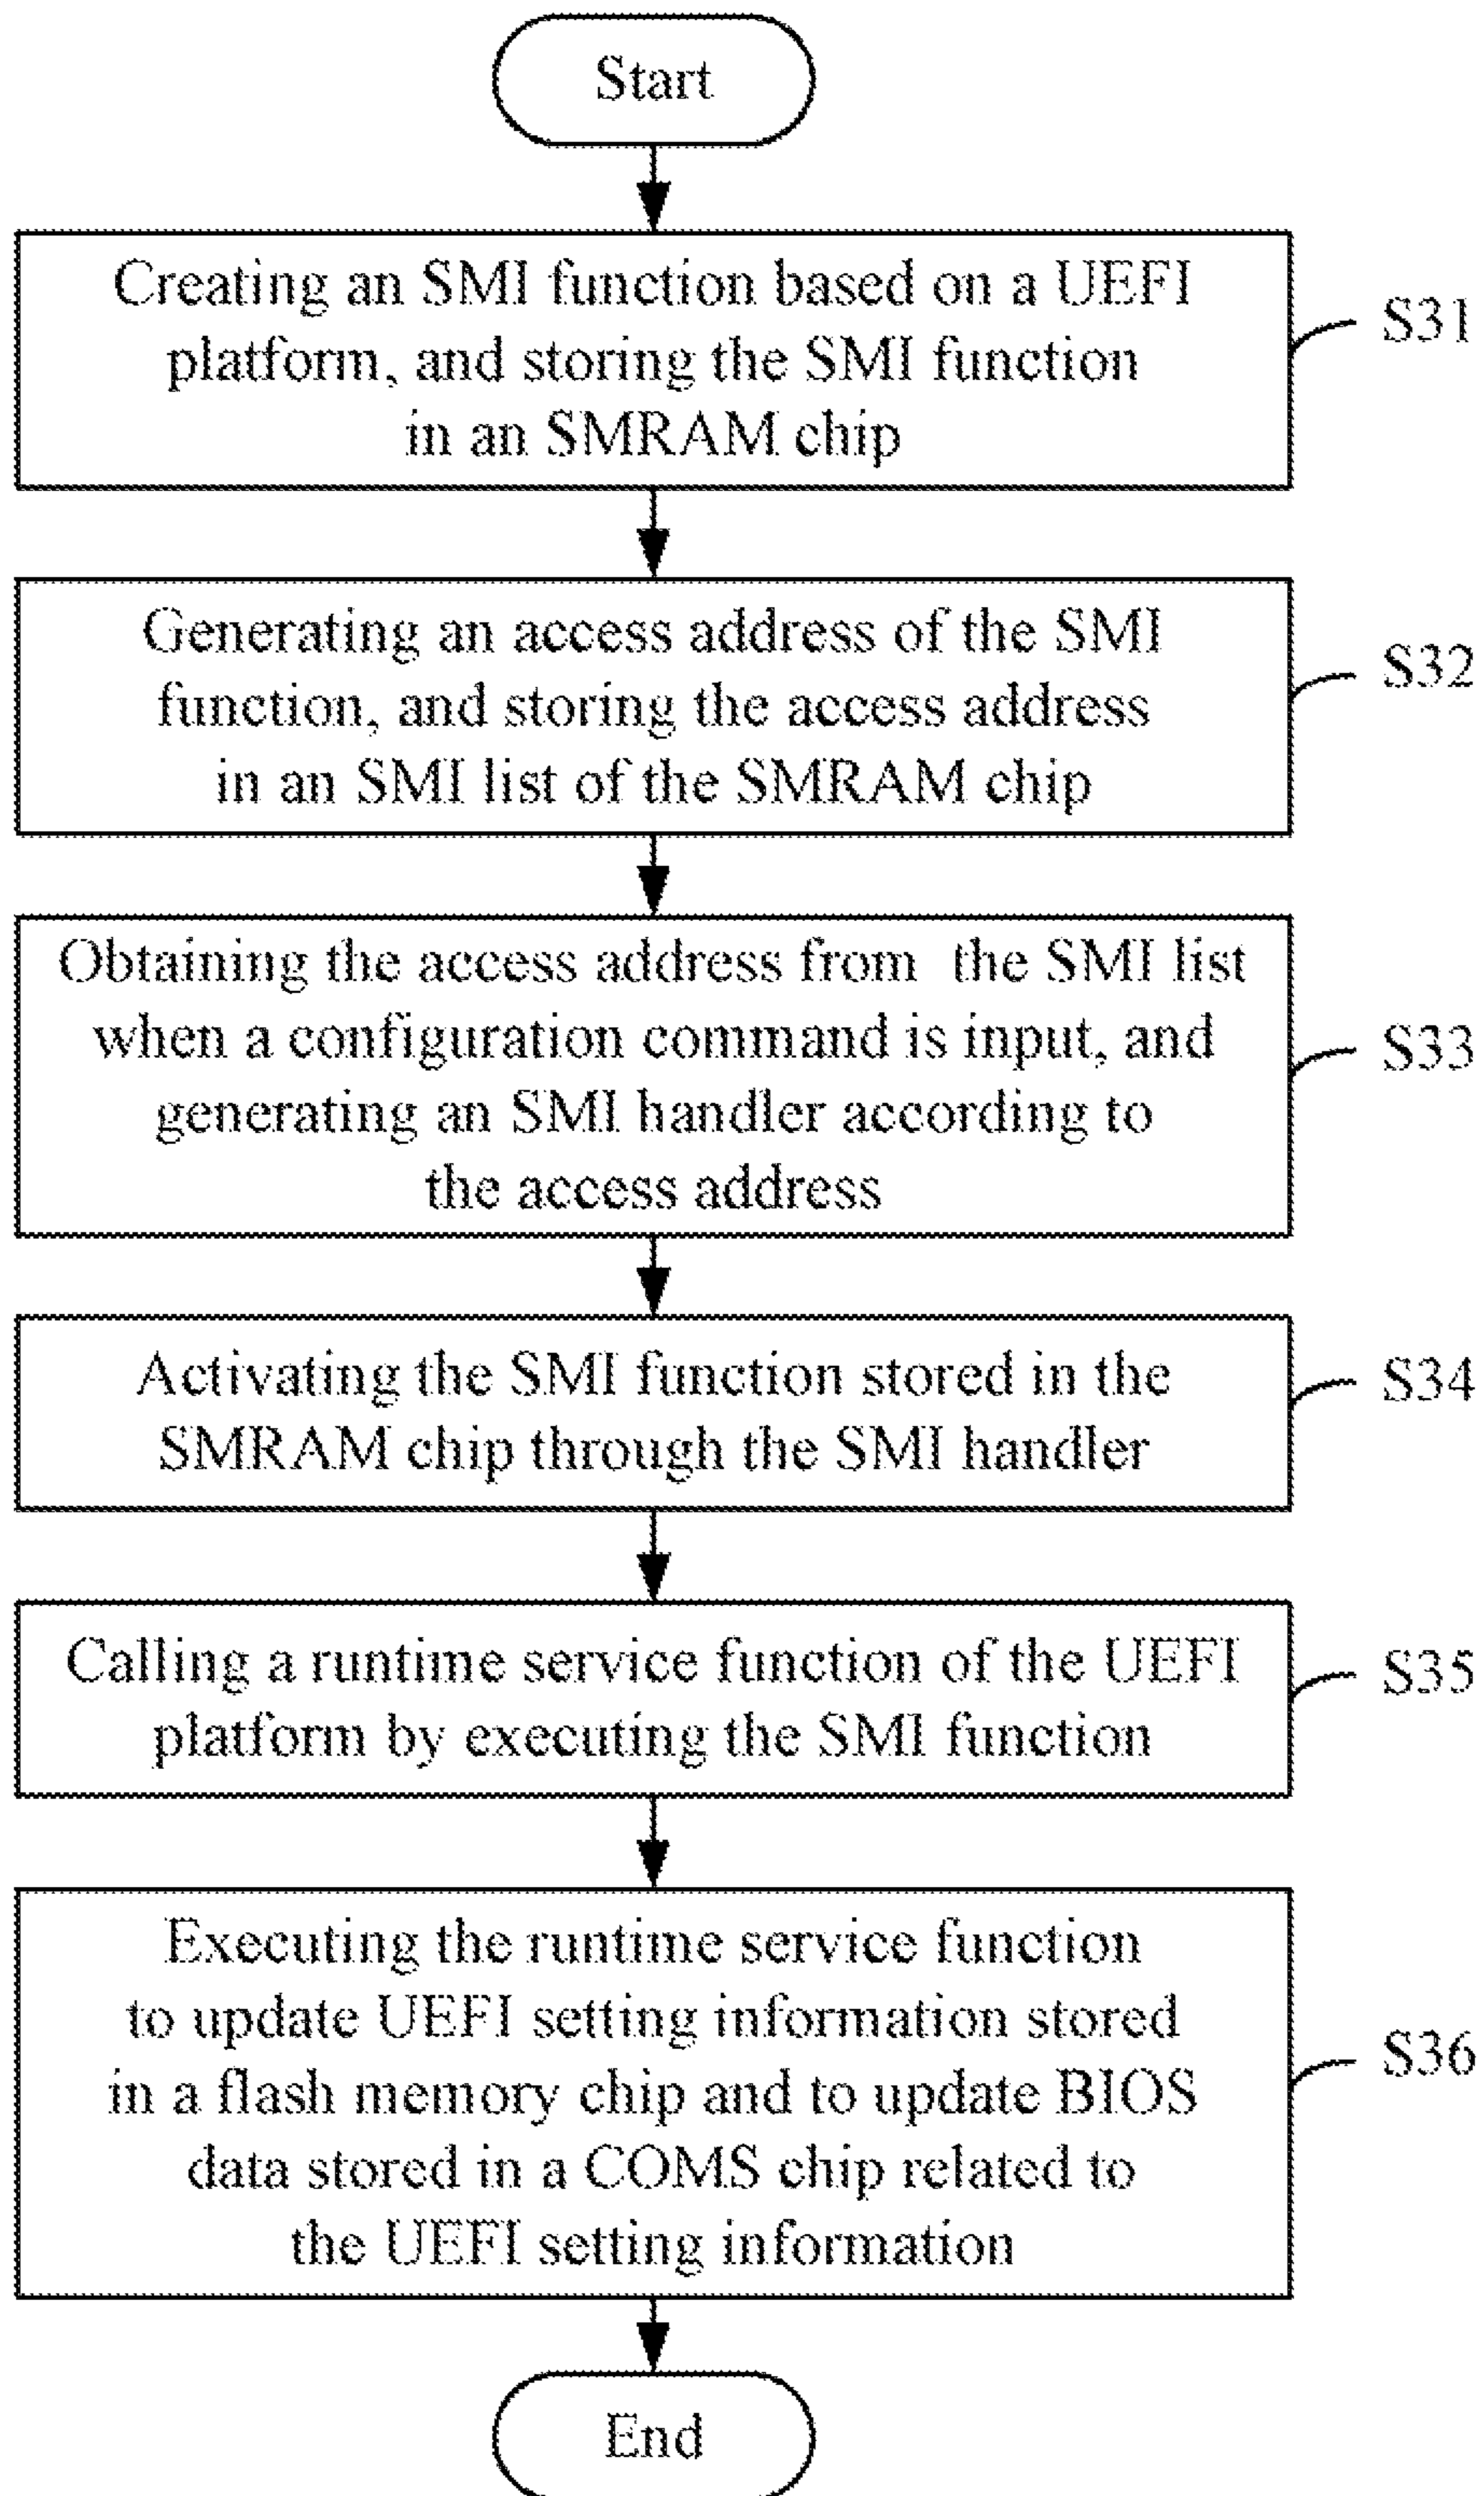 Start
Creating an SMI function based on a UEFI
platform, and storing the SMI function
in an SMRAM chip
S31
Generating an access address of the SMI
function, and storing the access address
in an SMI list of the SMRAM chip
S32
Obtaining the access address from the SMI list
when a configuration command is input, and
generating an SMI handler according to
the access address
S33
Activating the SMI function stored in the
SMRAM chip through the SMI handler
S34
Calling a runtime service function of the UEFI
platform by executing the SMI function
S35
Executing the runtime service function
to update UEFI setting information stored
in a flash memory chip and to update BIOS
data stored in a COMS chip related to
the UEFI setting information
S36
End